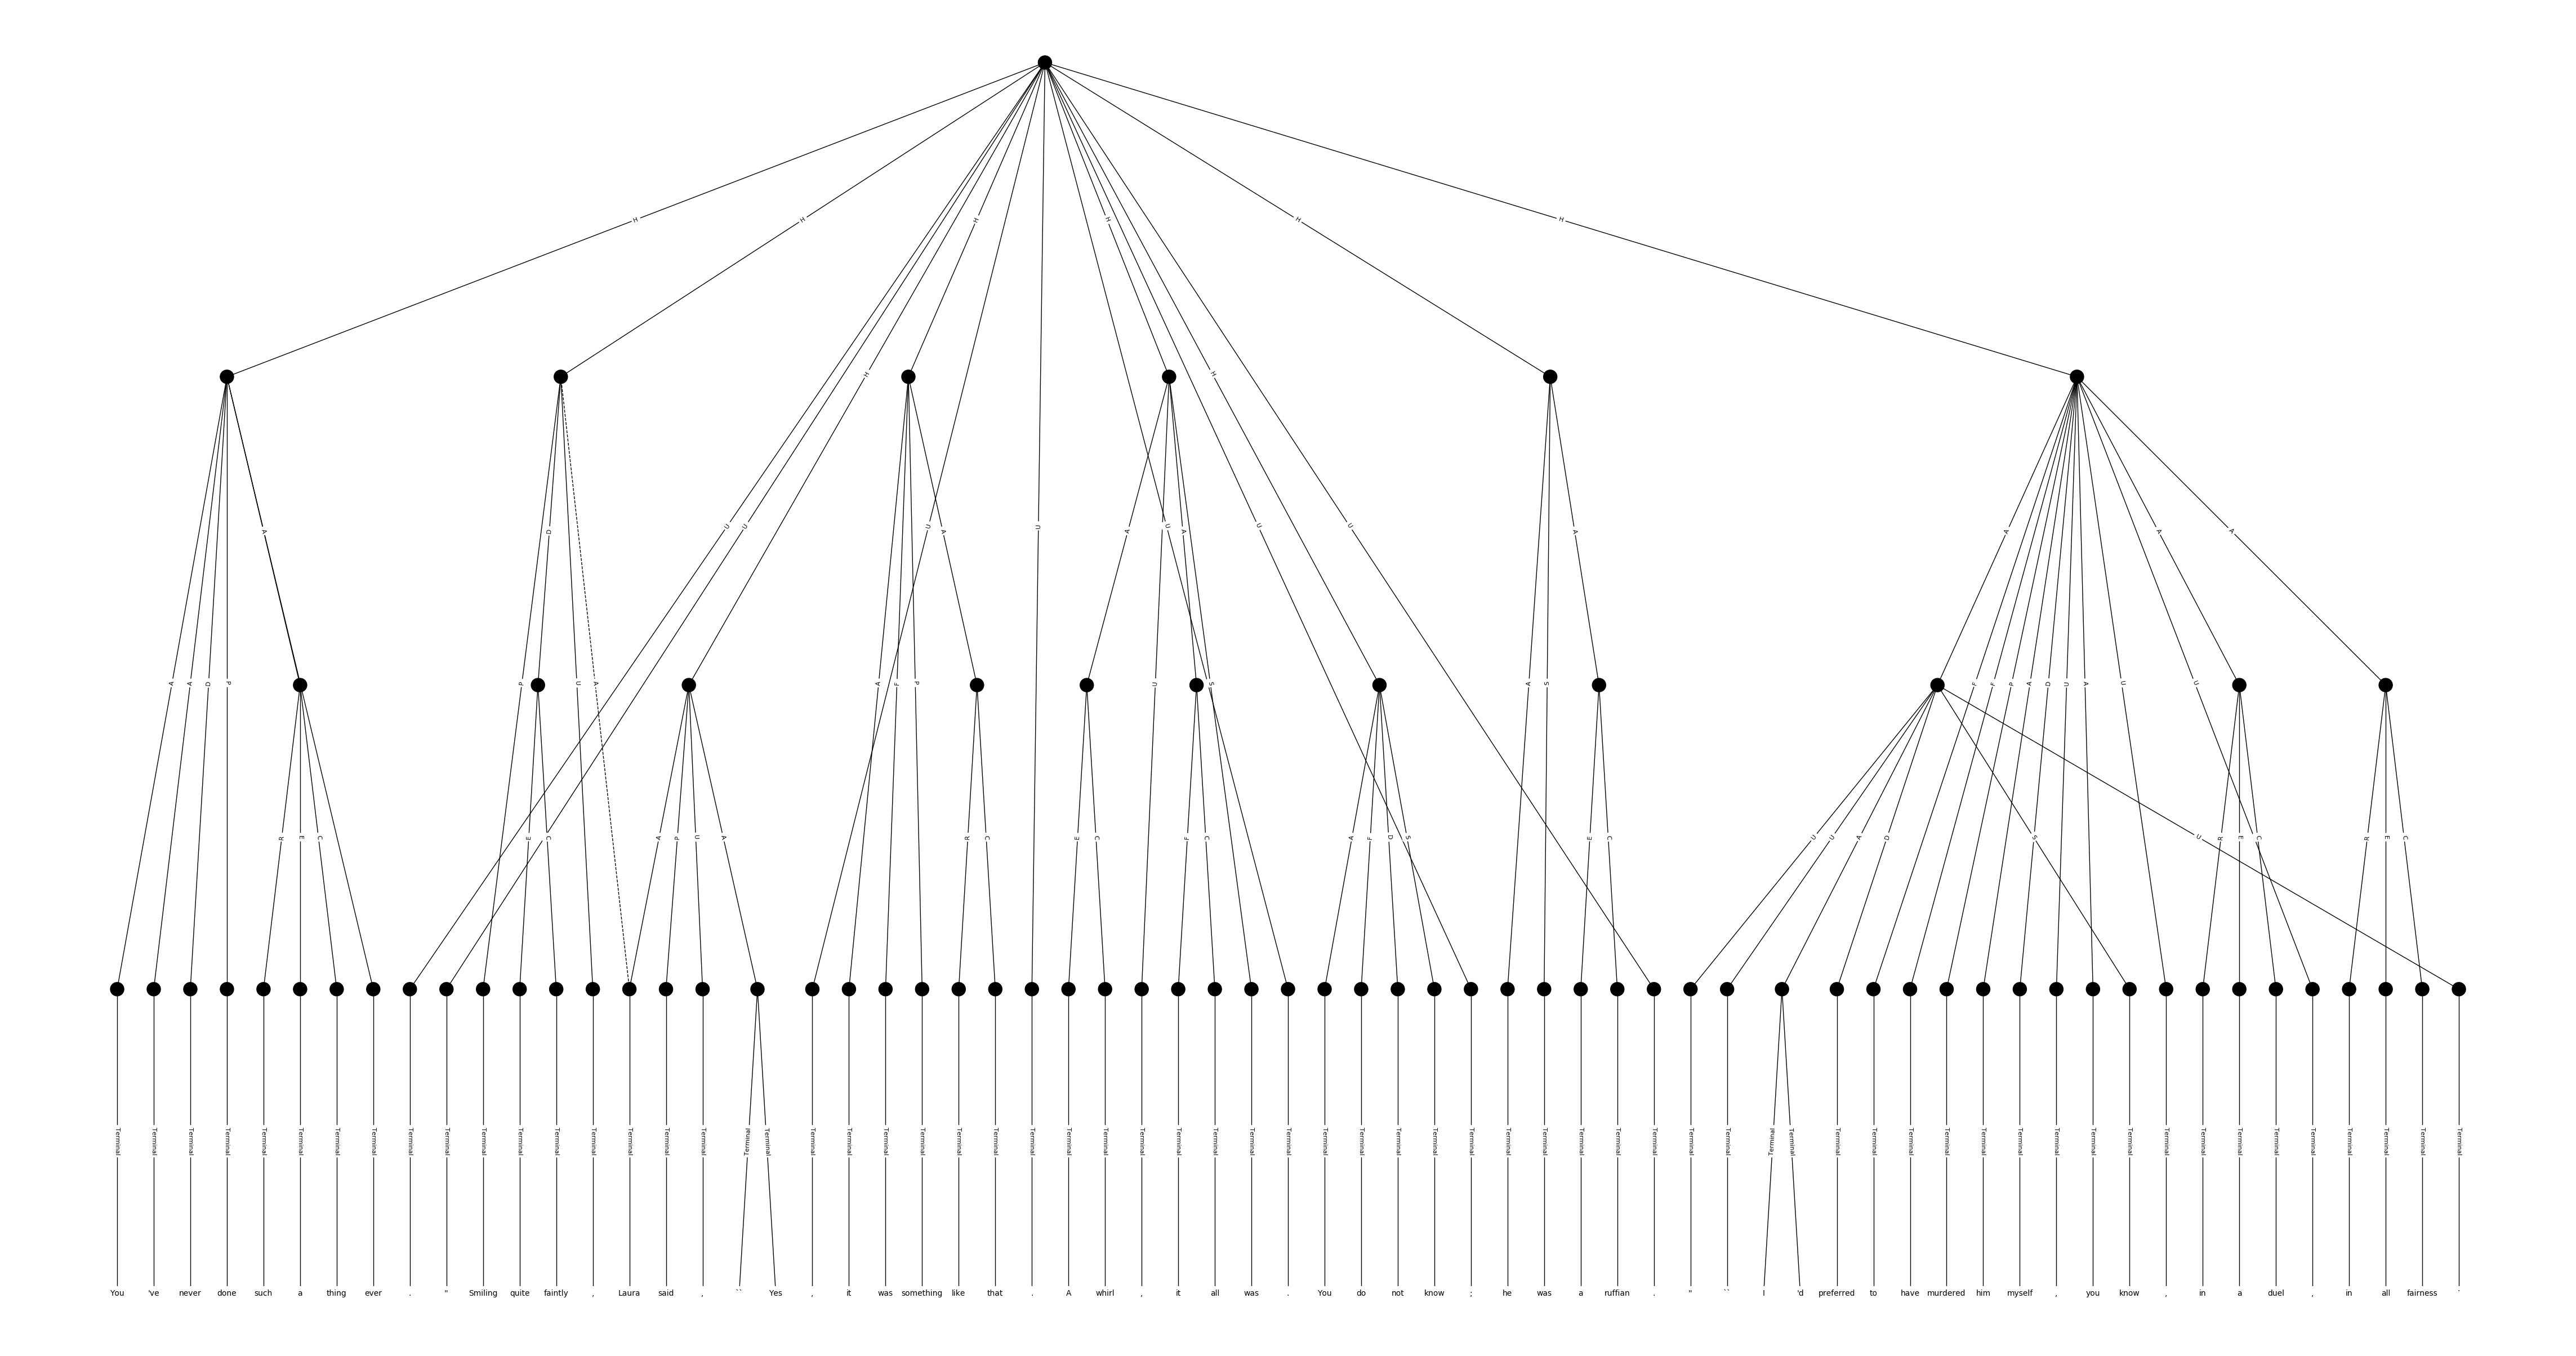 H H H H H H H
H H
A U U U A A U A U U A A A A
D U A S
A A D P P U A A F P U S A S F F P A D U A U U
R E C E C A P U A R C E C F C A F D S E C U U A D S U R E C R E C
Terminal Terminal Terminal Terminal Terminal Terminal Terminal Terminal Terminal Terminal Terminal Terminal Terminal Terminal Terminal Terminal Terminal Terminal Terminal Terminal Terminal Terminal Terminal Terminal Terminal Terminal Terminal Terminal Terminal Terminal Terminal Terminal Terminal Terminal Terminal Terminal Terminal Terminal Terminal Terminal Terminal Terminal Terminal Terminal Terminal Terminal Terminal Terminal Terminal Terminal Terminal Terminal Terminal Terminal Terminal Terminal Terminal Terminal Terminal Terminal Terminal Terminal Terminal Terminal Terminal
You 've never done such a thing ever . " Smiling quite faintly , Laura said , `` Yes , it was something like that . A whirl , it all was . You do not know ; he was a ruffian . " `` I 'd preferred to have murdered him myself , you know , in a duel , in all fairness '